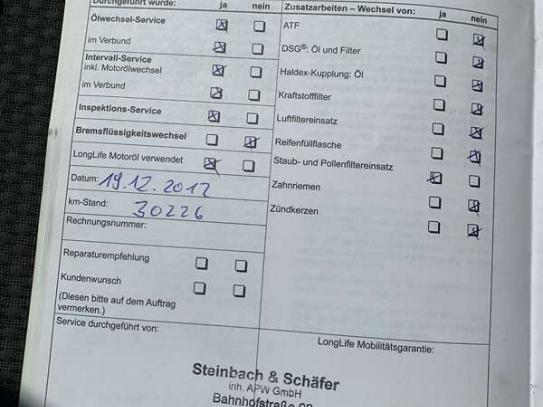 Durchgeführt wurde: ja nein
Ölwechsel-Service
im Verbund
Intervall-Service
inkl. Motorölwechsel
im Verbund
Inspektions-Service
Bremsflüssigkeitswechsel
LongLife Motoröl verwendet
Datum: 19.12.2012
km-Stand: 30226
Rechnungsnummer:
Reparaturempfehlung
Kundenwunsch
(Diesen bitte auf dem Auftrag
vermerken.)
Service durchgeführt von:
Zusatzarbeiten – Wechsel von: ja nein
ATF
DSG®: Öl und Filter
Haldex-Kupplung: Öl
Kraftstofffilter
Luftfiltereinsatz
Reifenfüllflasche
Staub- und Pollenfiltereinsatz
Zahnriemen
Zündkerzen
LongLife Mobilitätsgarantie:
Steinbach & Schäfer
inh. APW GmbH